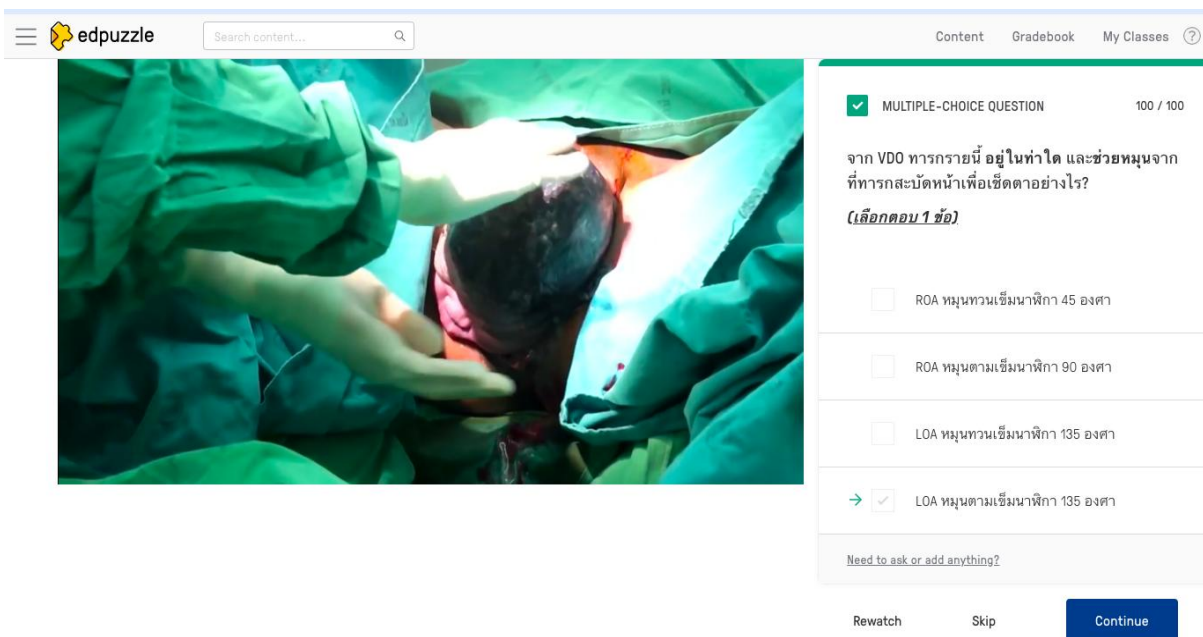 edpuzzle
Search content...
Content
Gradebook
My Classes
?
MULTIPLE-CHOICE QUESTION
100 / 100
จาก VDO ทารกรายนี้ อยู่ในท่าใด และช่วยหมุนจาก
ที่ทารกสะบัดหน้าเพื่อเช็ดตาอย่างไร?
(เลือกตอบ 1 ข้อ)
ROA หมุนทวนเข็มนาฬิกา 45 องศา
ROA หมุนตามเข็มนาฬิกา 90 องศา
LOA หมุนทวนเข็มนาฬิกา 135 องศา
LOA หมุนตามเข็มนาฬิกา 135 องศา
Need to ask or add anything?
Rewatch
Skip
Continue